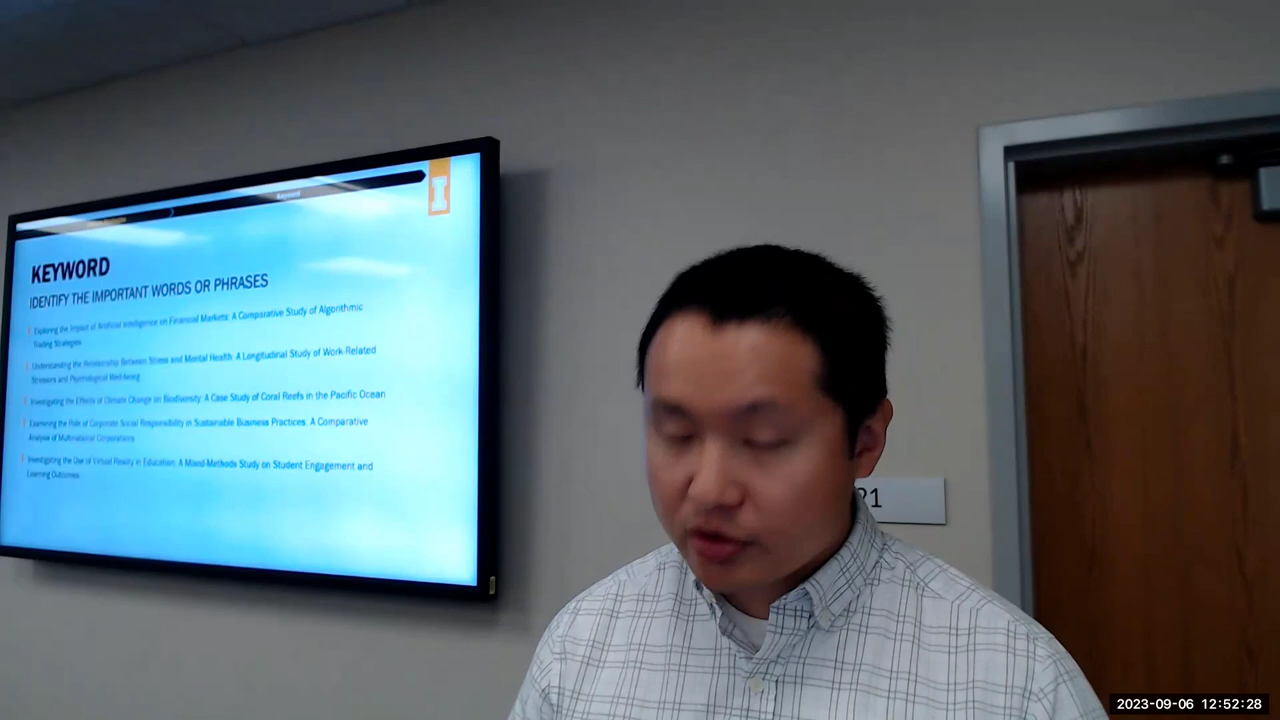 Keyword
I
KEYWORD
IDENTIFY THE IMPORTANT WORDS OR PHRASES
Exploring the Impact of Artificial Intelligence on Financial Markets: A Comparative Study of Algorithmic
Trading Strategies
Understanding the Relationship Between Stress and Mental Health: A Longitudinal Study of Work-Related
Stressors and Psychological Well-being
Investigating the Effects of Climate Change on Biodiversity: A Case Study of Coral Reefs in the Pacific Ocean
Examining the Role of Corporate Social Responsibility in Sustainable Business Practices: A Comparative
Analysis of Multinational Corporations
Investigating the Use of Virtual Reality in Education: A Mixed-Methods Study on Student Engagement and
Learning Outcomes
21
2023-09-06 12:52:28